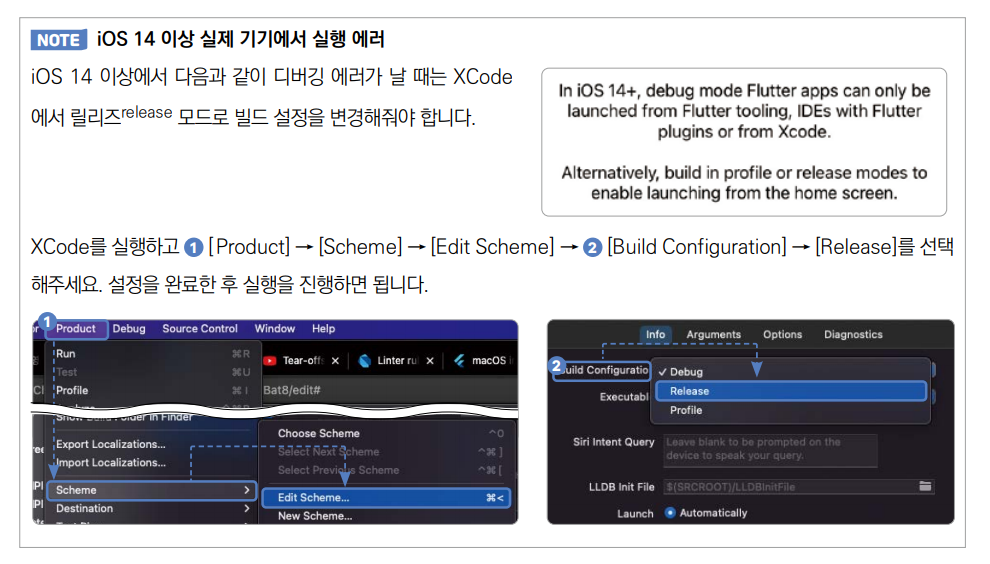 NOTE iOS 14 이상 실제 기기에서 실행 에러
iOS 14 이상에서 다음과 같이 디버깅 에러가 날 때는 XCode
에서 릴리즈release 모드로 빌드 설정을 변경해줘야 합니다.
In iOS 14+, debug mode Flutter apps can only be
launched from Flutter tooling, IDEs with Flutter
plugins or from Xcode.
Alternatively, build in profile or release modes to
enable launching from the home screen.
XCode를 실행하고 ❶ [Product] → [Scheme] → [Edit Scheme] → ❷ [Build Configuration] → [Release]를 선택
해주세요. 설정을 완료한 후 실행을 진행하면 됩니다.
1
Product Debug Source Control Window Help
Run ⌘R
Test ⌘U
Profile ⌘I
Tear-off × Linter ru × macOS
Bat8/edit#
Show Build Folder in Finder
Export Localizations...
Import Localizations...
Scheme >
Destination >
Choose Scheme ^0
Select Next Scheme ^⌘]
Select Previous Scheme ^⌘[
Edit Scheme... ⌘<
New Scheme...
Info Arguments Options Diagnostics
2
Build Configuratio
✓ Debug
Release
Profile
Executabl
Siri Intent Query Leave blank to be prompted on the
device to speak your query.
LLDB Init File $(SRCROOT)/LLDBInitFile
Launch Automatically